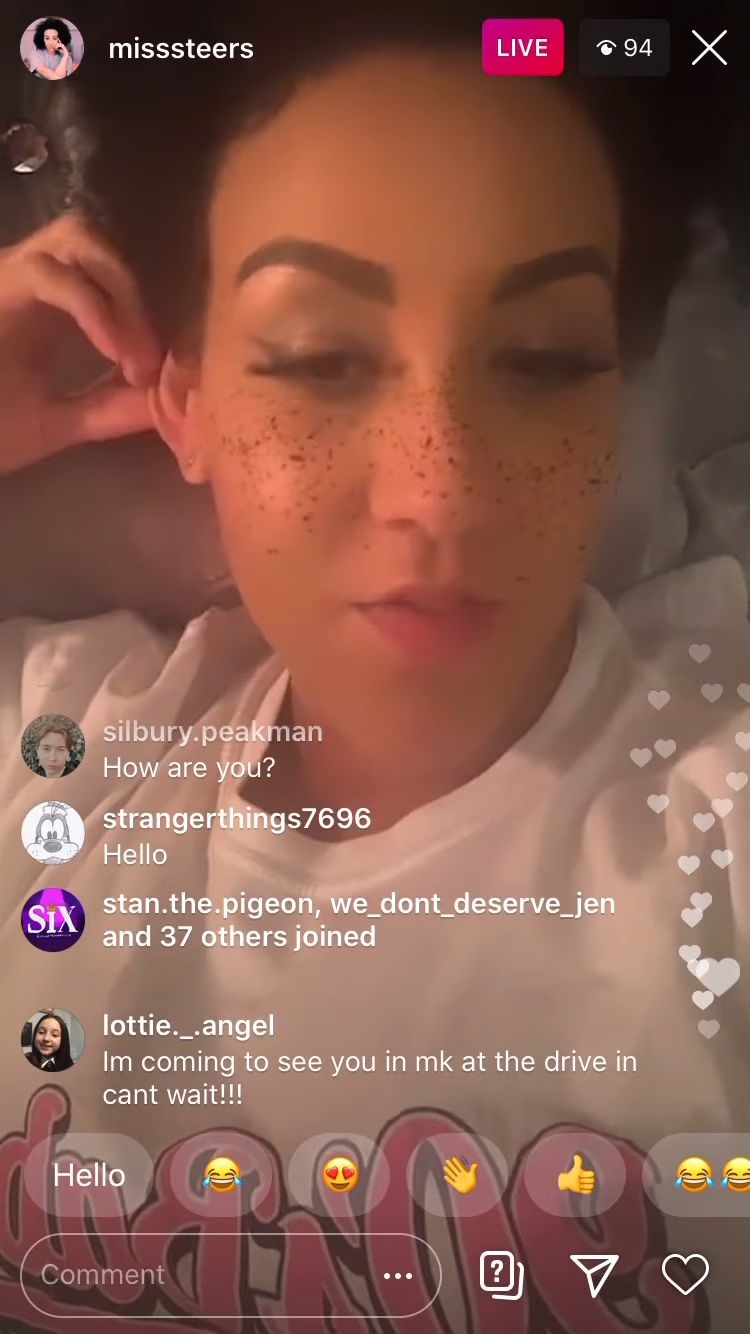 misssteers
LIVE
94
silbury.peakman
How are you?
strangerthings7696
Hello
SIX
stan.the.pigeon, we_dont_deserve_jen
and 37 others joined
lottie._.angel
Im coming to see you in mk at the drive in
cant wait!!!
Hello
Comment